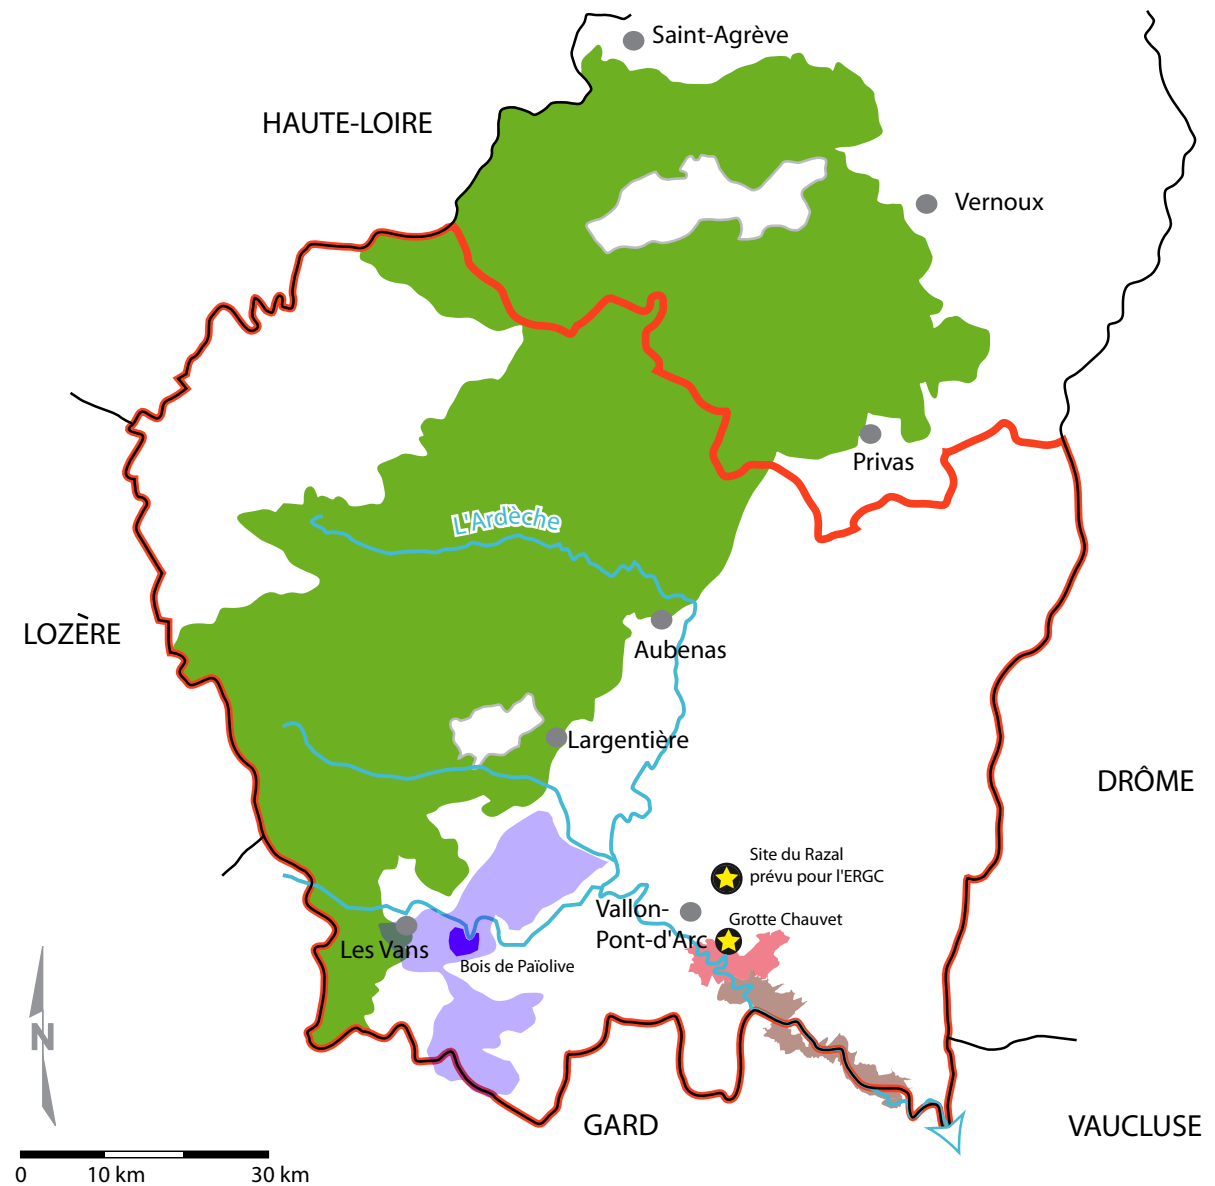 Saint-Agrève
HAUTE-LOIRE
Vernoux
Privas
L'Ardèche
LOZÈRE
Aubenas
Largentière
DRÔME
Site du Razal
prévu pour l'ERGC
Vallon-
Pont-d'Arc
Grotte Chauvet
Les Vans
Bois de Païolive
N
GARD
VAUCLUSE
0 10 km 30 km